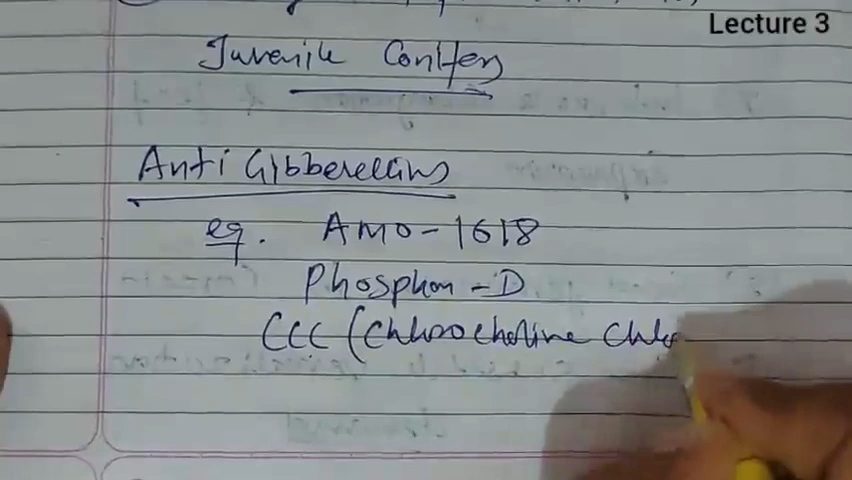 Lecture 3
Juvenile Conifers
Anti Gibberellins
eg. AMO-1618
Phosphon-D
CCC (Chlorocholine Chlo